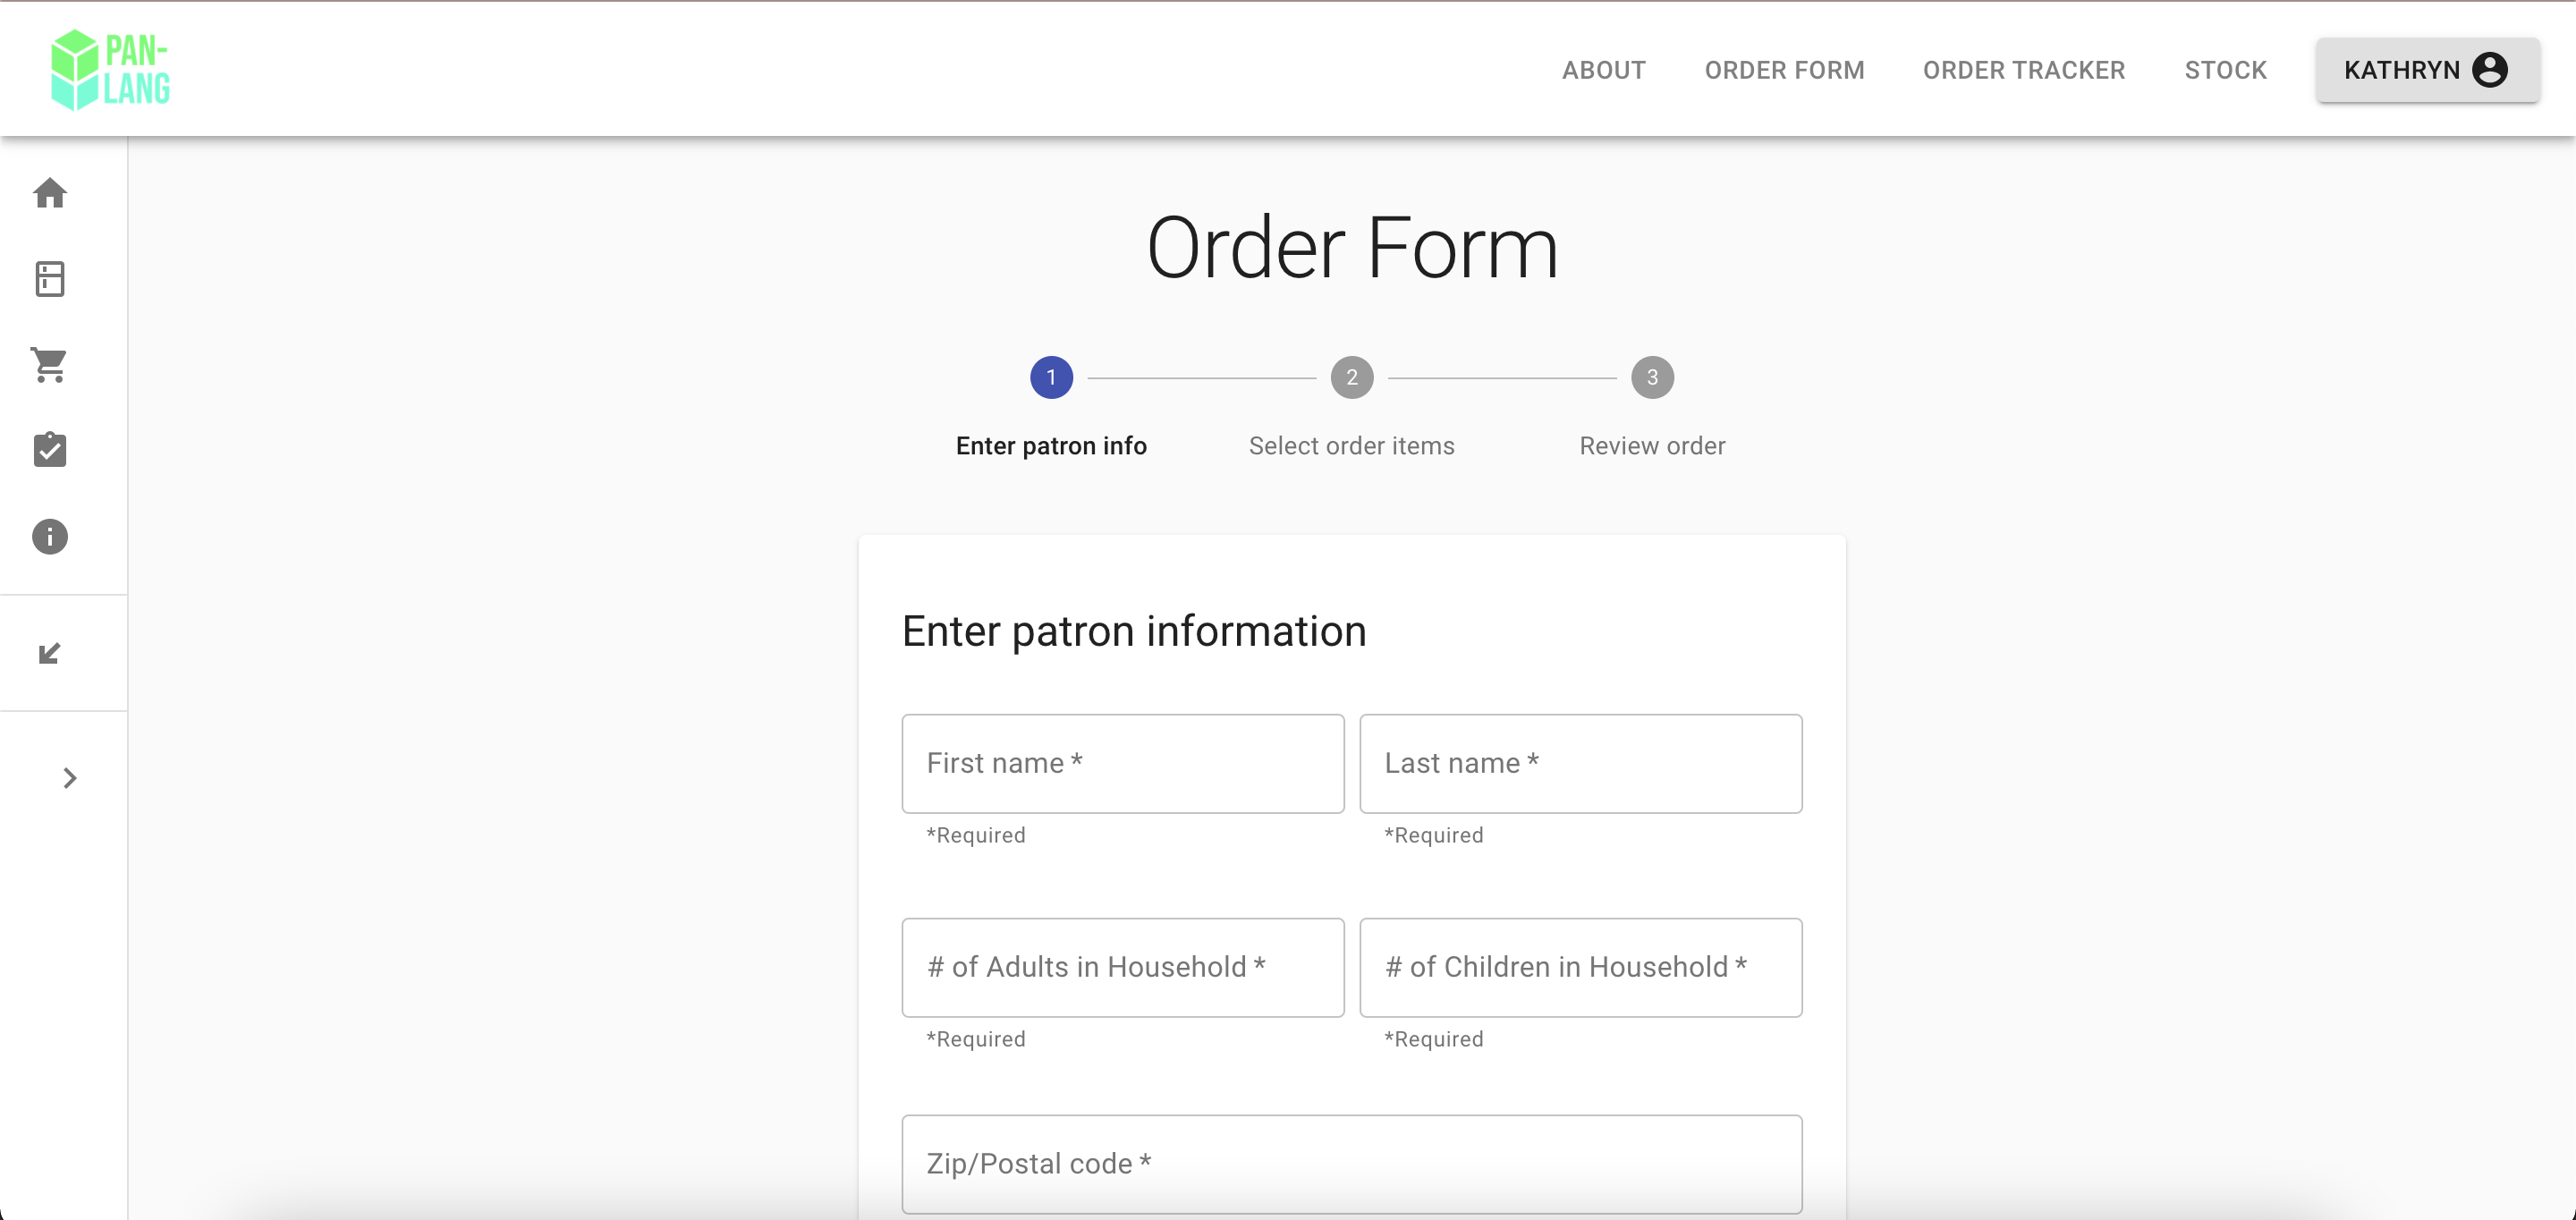 PAN-
LANG
ABOUT
ORDER FORM
ORDER TRACKER
STOCK
KATHRYN
Order Form
1
2
3
Enter patron info
Select order items
Review order
Enter patron information
First name *
Last name *
*Required
*Required
# of Adults in Household *
# of Children in Household *
*Required
*Required
Zip/Postal code *